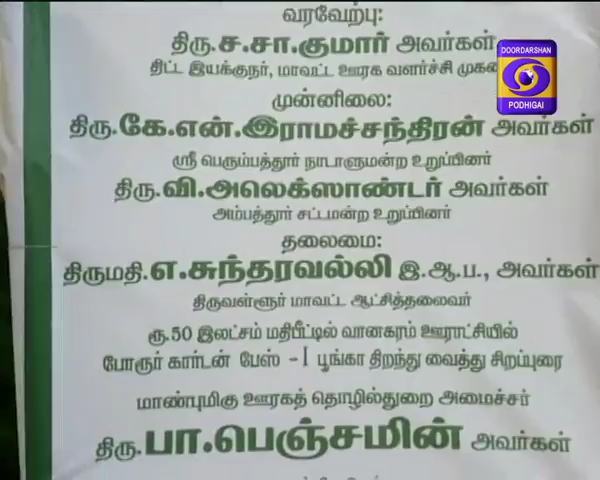 வரவேற்பு:
திரு.ச.சா.குமார் அவர்கள்
திட்ட இயக்குநர், மாவட்ட ஊரக வளர்ச்சி
முன்னிலை:
திரு.கே.என்.இராமச்சந்திரன் அவர்கள்
ஸ்ரீ பெரும்பத்தூர் நாடாளுமன்ற உறுப்பினர்
திரு.வி.அலெக்ஸாண்டர் அவர்கள்
அம்பத்தூர் சட்டமன்ற உறுப்பினர்
தலைமை:
திருமதி.எ.சுந்தரவல்லி இ.ஆ.ப., அவர்கள்
திருவள்ளூர் மாவட்ட ஆட்சித்தலைவர்
ரூ.50 இலட்சம் மதிபீட்டில் வானகரம் ஊராட்சியில்
போரூர் கார்டன் பேஸ் - I பூங்கா திறந்து வைத்து சிறப்புரை
மாண்புமிகு ஊரகத் தொழில்துறை அமைச்சர்
திரு.பா.பெஞ்சமின் அவர்கள்
DOORDARSHAN
PODHIGAI